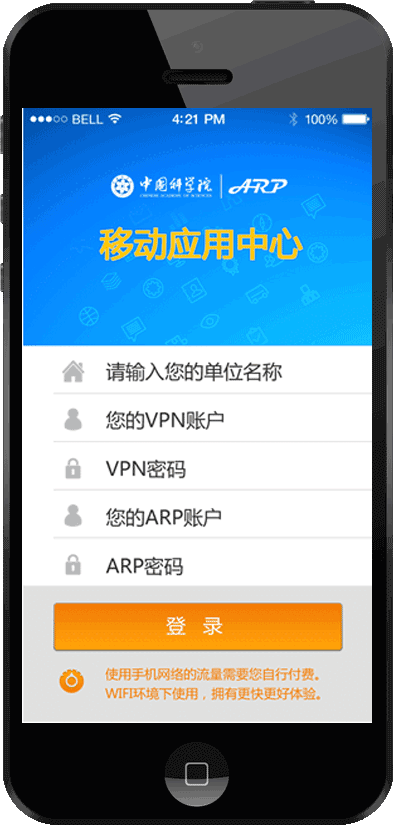 BELL 4:21 PM 100%
中国科学院 ARP
CHINESE ACADEMY OF SCIENCES
移动应用中心
请输入您的单位名称
您的VPN账户
VPN密码
您的ARP账户
ARP密码
登 录
使用手机网络的流量需要您自行付费。
WIFI环境下使用，拥有更快更好体验。